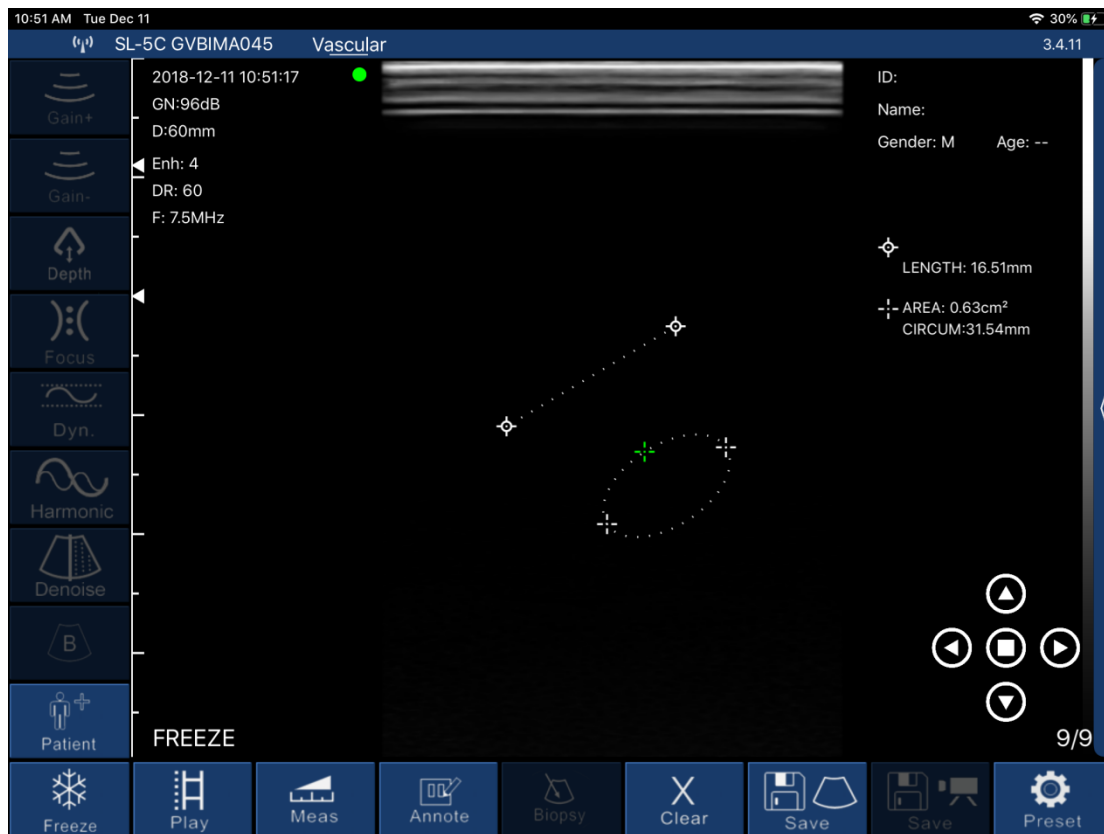 10:51 AM Tue Dec 11
30%
SL-5C GVBIMA045 Vascular
3.4.11
Gain+
Gain-
Depth
Focus
Dyn.
Harmonic
Denoise
B
Patient
2018-12-11 10:51:17
GN:96dB
D:60mm
Enh: 4
DR: 60
F: 7.5MHz
ID:
Name:
Gender: M Age: --
LENGTH: 16.51mm
AREA: 0.63cm²
CIRCUM:31.54mm
FREEZE
9/9
Freeze
Play
Meas
Annote
Biopsy
Clear
Save
Save
Preset